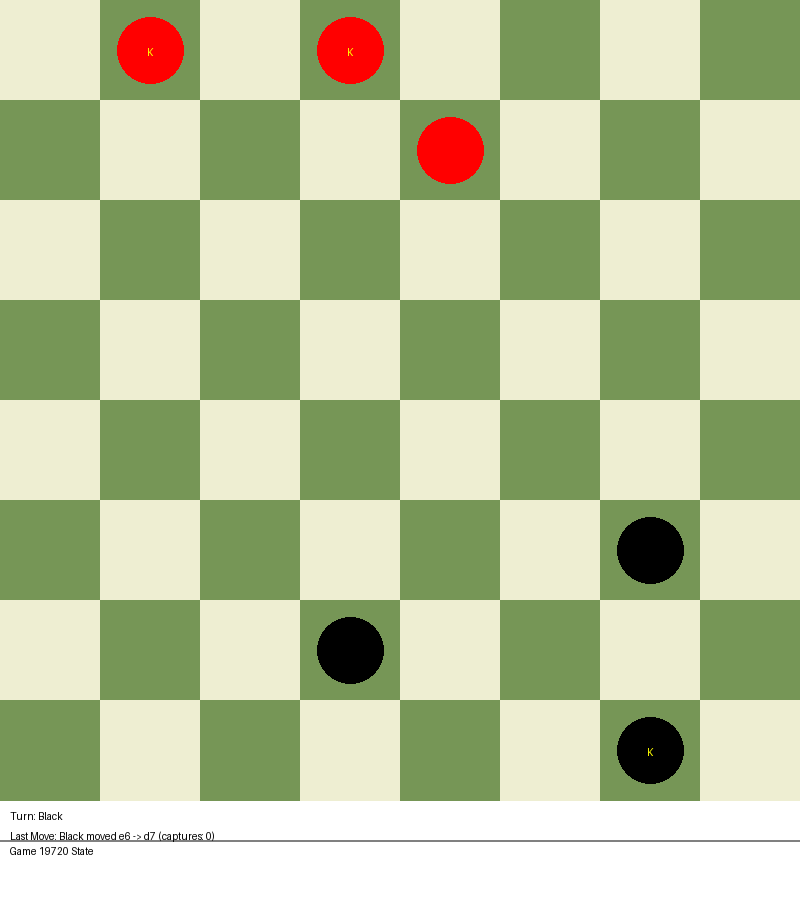 K K
K
Turn: Black
Last Move: Black moved e6 -> d7 (captures: 0)
Game 19720 State